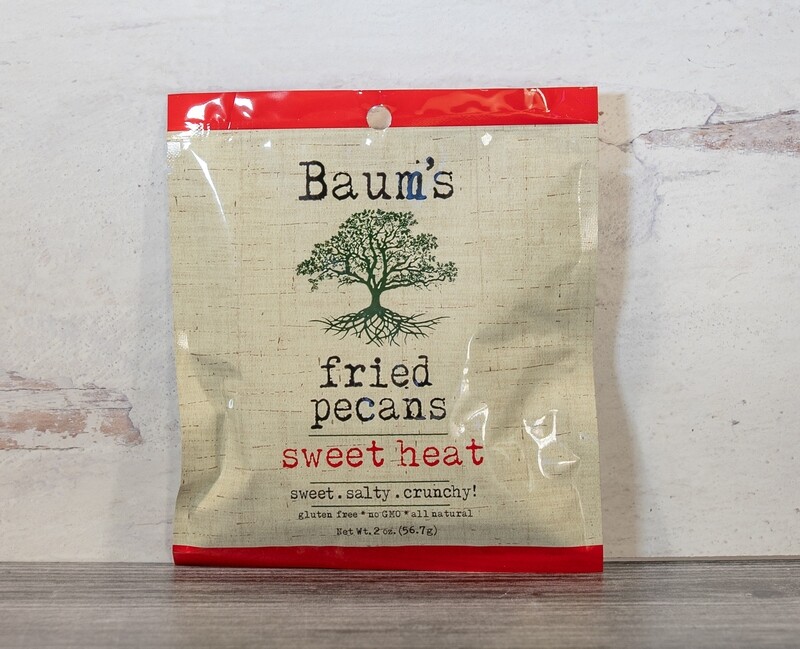 Baum's
fried
pecans
sweet heat
sweet.salty.crunchy!
gluten free * no GMO * all natural
Net Wt. 2 oz. (56.7g)